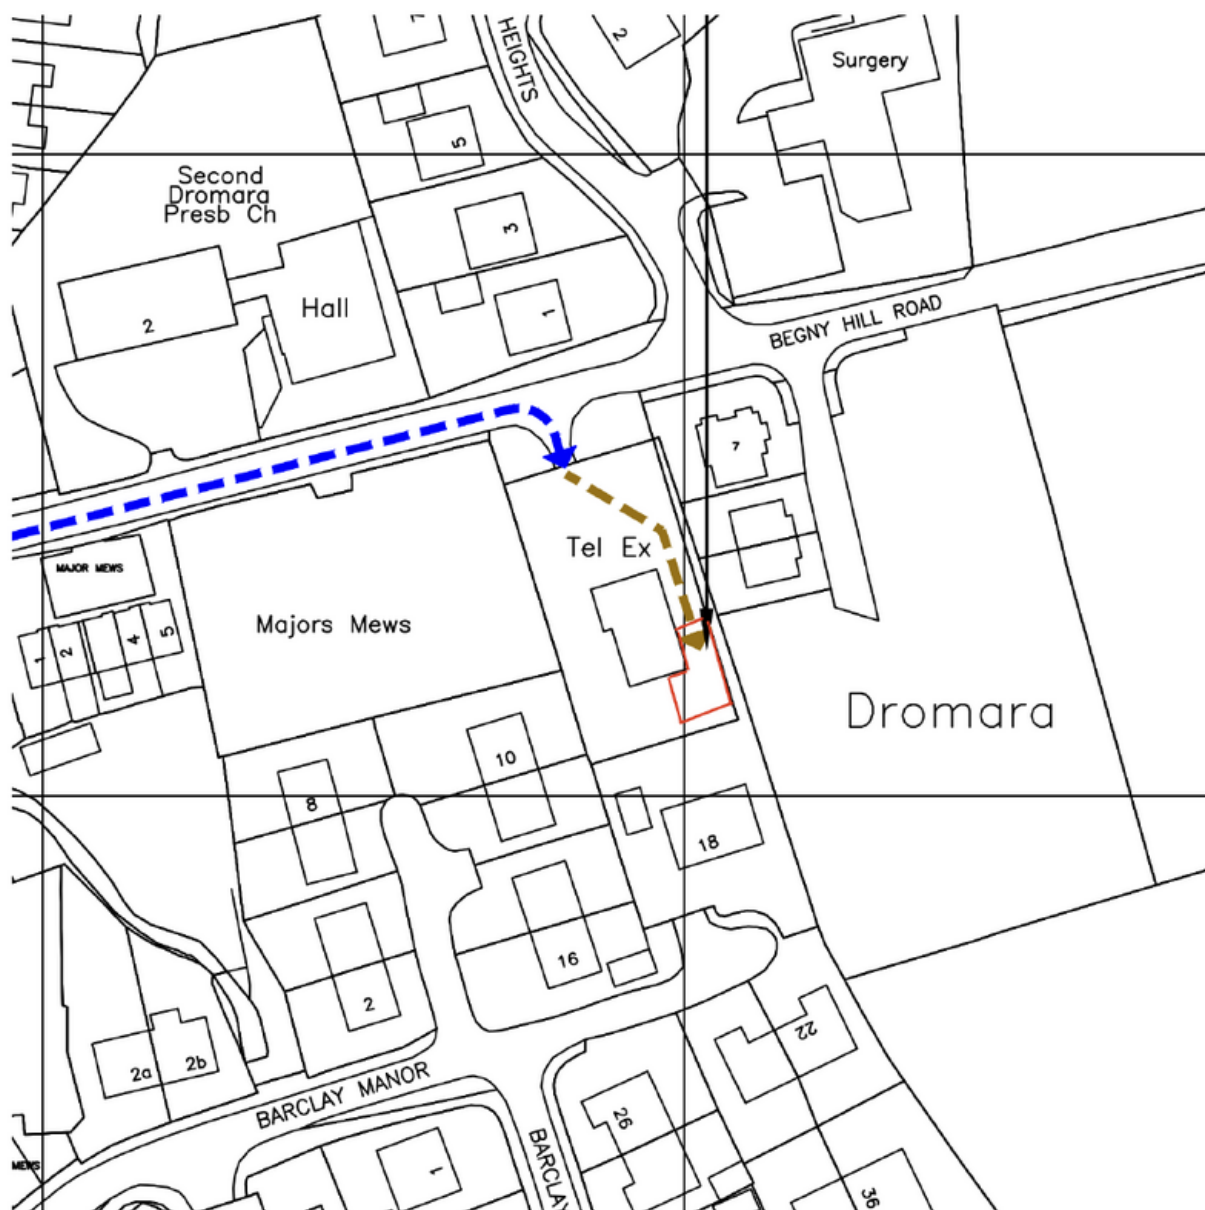 HEIGHTS
2
Surgery
5
Second
Dromara
Presb Ch
3
Hall
1
2
BEGNY HILL ROAD
7
Tel Ex
MAJOR MEWS
Majors Mews
1
2
4
5
Dromara
10
8
18
16
2
22
2a
2b
BARCLAY MANOR
26
BARCLAY
1
MEWS
36